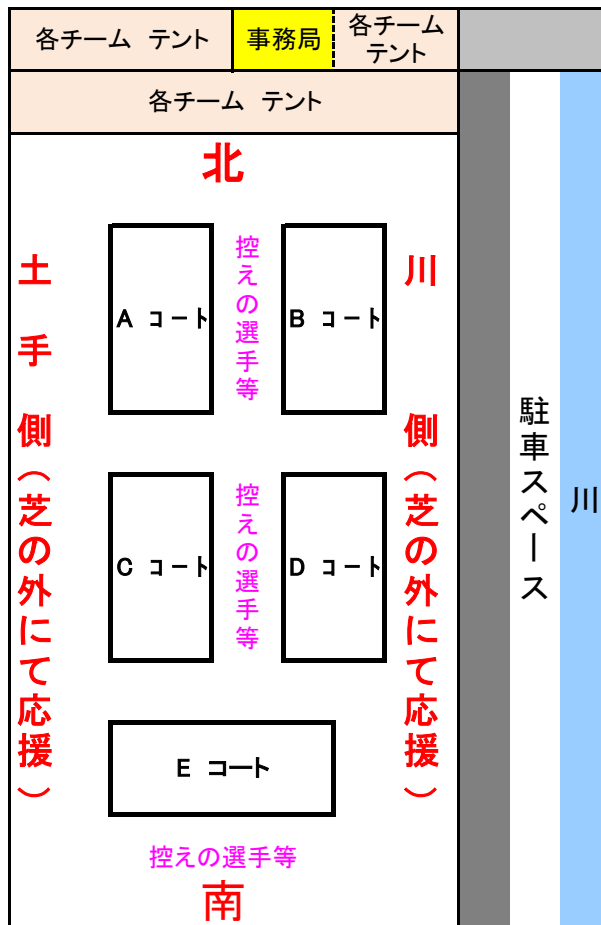 各チーム テント
事務局
各チーム
テント
各チーム テント
北
土手側（芝の外にて応援）
A コート
控えの選手等
B コート
川側（芝の外にて応援）
C コート
控えの選手等
D コート
駐車スペース
川
E コート
控えの選手等
南